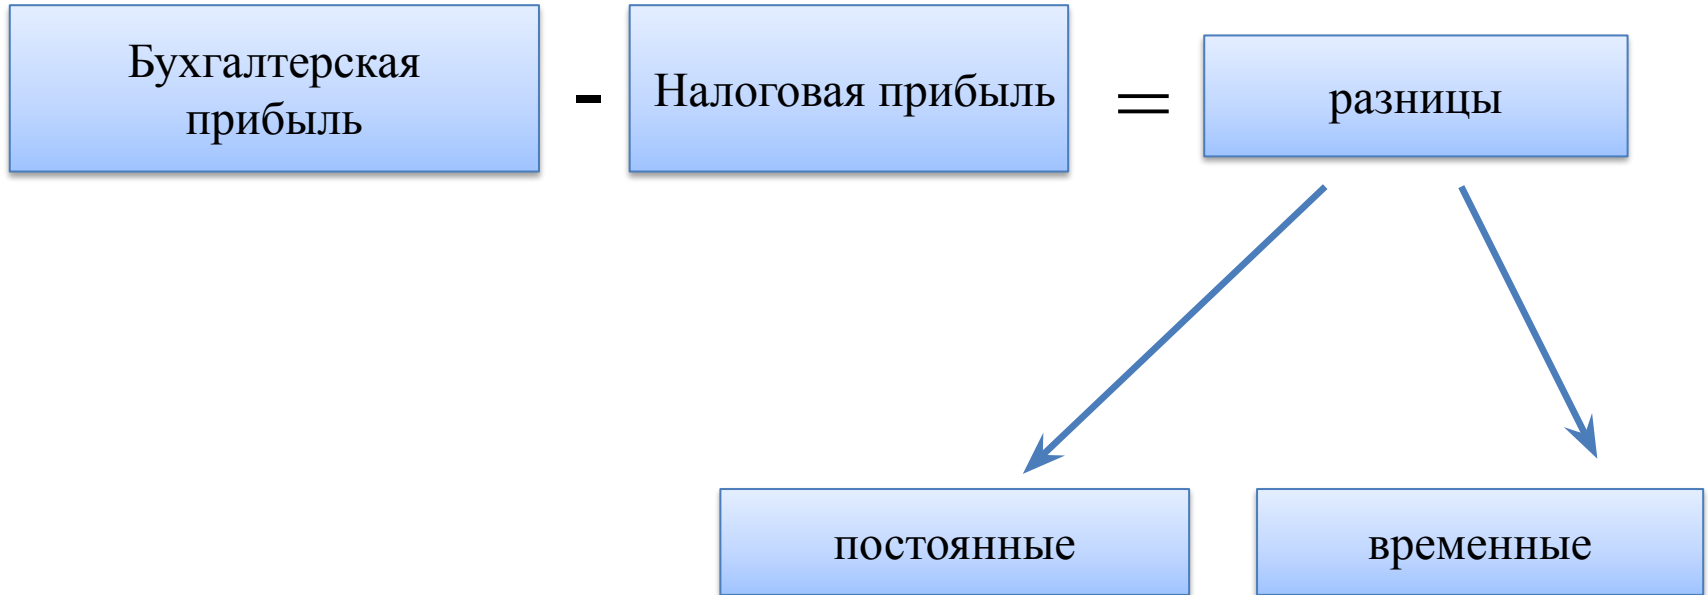 Бухгалтерская
прибыль
-
Налоговая прибыль
=
разницы
постоянные
временные